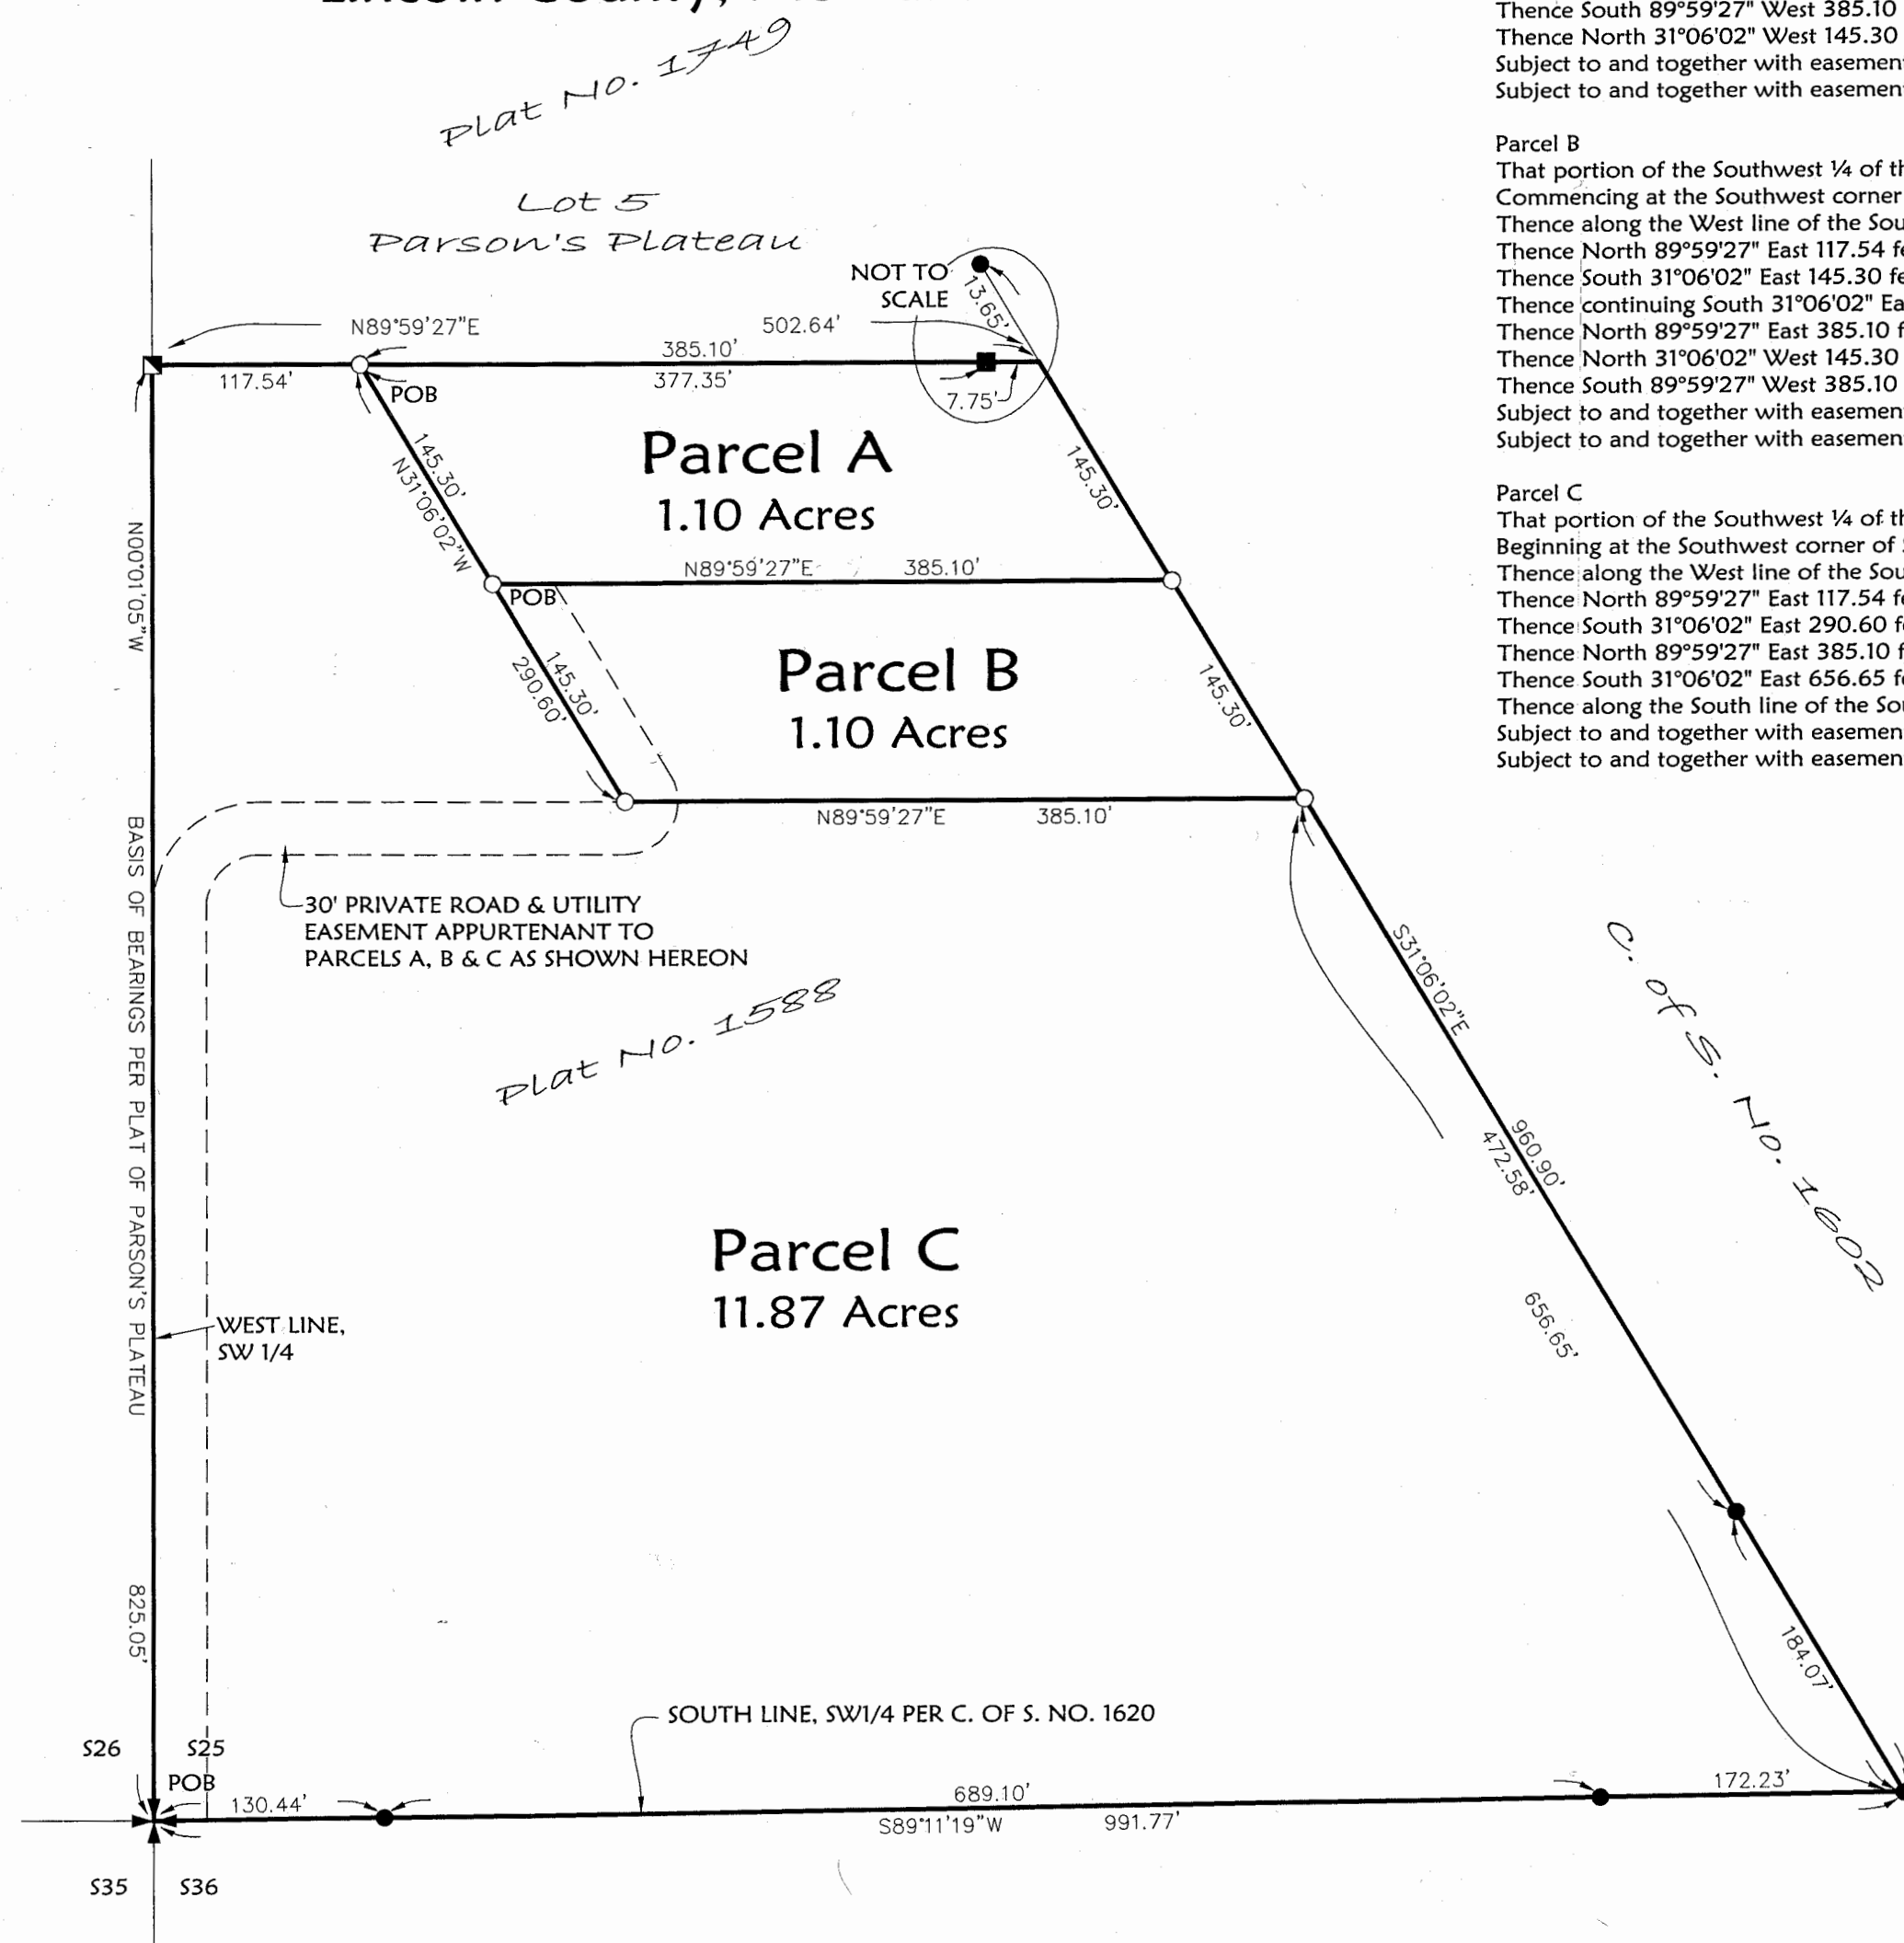 Lincoln County,
Plat No. 1749
Lot 5
Parson's Plateau
NOT TO
SCALE
13.65'
N89°59'27"E
502.64'
385.10'
117.54'
377.35'
7.75'
POB
Parcel A
1.10 Acres
145.30'
N31°06'02"W
145.30'
N89°59'27"E
385.10'
POB
Parcel B
1.10 Acres
145.30'
290.60'
145.30'
N89°59'27"E
385.10'
N00°01'05"W
BASIS OF BEARINGS PER PLAT OF PARSON'S PLATEAU
825.05'
30' PRIVATE ROAD & UTILITY
EASEMENT APPURTENANT TO
PARCELS A, B & C AS SHOWN HEREON
Plat No. 1588
S31°06'02"E
960.90'
472.58'
656.65'
C. of S. No. 1602
Parcel C
11.87 Acres
WEST LINE,
SW 1/4
184.07'
SOUTH LINE, SW1/4 PER C. OF S. NO. 1620
S26
S25
POB
130.44'
689.10'
172.23'
S89°11'19"W
991.77'
S35
S36
Thence South 89°59'27" West 385.10
Thence North 31°06'02" West 145.30
Subject to and together with easemen
Subject to and together with easemen
Parcel B
That portion of the Southwest ¼ of th
Commencing at the Southwest corner
Thence along the West line of the Sou
Thence North 89°59'27" East 117.54 fe
Thence South 31°06'02" East 145.30 fe
Thence continuing South 31°06'02" Ea
Thence North 89°59'27" East 385.10 f
Thence North 31°06'02" West 145.30
Thence South 89°59'27" West 385.10
Subject to and together with easemen
Subject to and together with easemen
Parcel C
That portion of the Southwest ¼ of th
Beginning at the Southwest corner of
Thence along the West line of the Sou
Thence North 89°59'27" East 117.54 fe
Thence South 31°06'02" East 290.60 fe
Thence North 89°59'27" East 385.10 f
Thence South 31°06'02" East 656.65 fe
Thence along the South line of the Sou
Subject to and together with easemen
Subject to and together with easemen